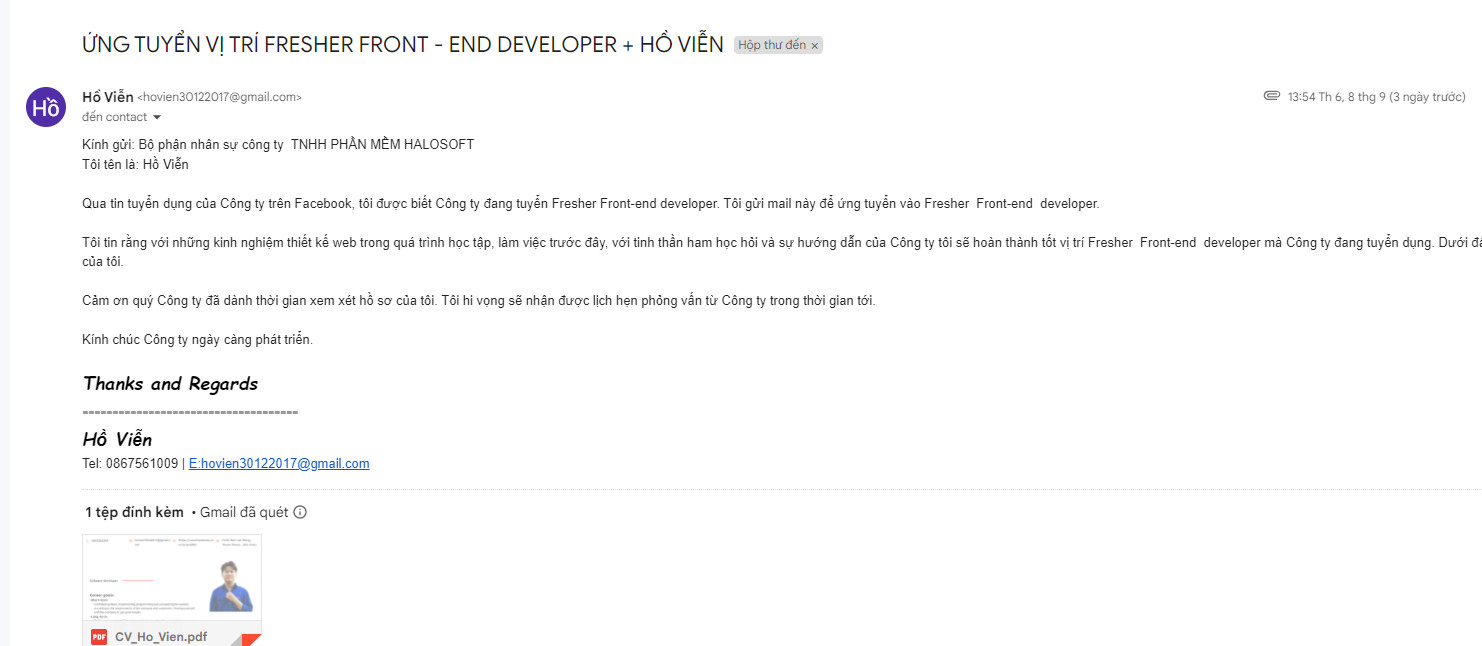 ỨNG TUYỂN VỊ TRÍ FRESHER FRONT - END DEVELOPER + HỒ VIỄN Hộp thư đến ×
Hồ
Hồ Viễn <hovien30122017@gmail.com>
13:54 Th 6, 8 thg 9 (3 ngày trước)
đến contact
Kính gửi: Bộ phận nhân sự công ty TNHH PHẦN MỀM HALOSOFT
Tôi tên là: Hồ Viễn
Qua tin tuyển dụng của Công ty trên Facebook, tôi được biết Công ty đang tuyển Fresher Front-end developer. Tôi gửi mail này để ứng tuyển vào Fresher Front-end developer.
Tôi tin rằng với những kinh nghiệm thiết kế web trong quá trình học tập, làm việc trước đây, với tinh thần ham học hỏi và sự hướng dẫn của Công ty tôi sẽ hoàn thành tốt vị trí Fresher Front-end developer mà Công ty đang tuyển dụng. Dưới
của tôi.
Cảm ơn quý Công ty đã dành thời gian xem xét hồ sơ của tôi. Tôi hi vọng sẽ nhận được lịch hẹn phỏng vấn từ Công ty trong thời gian tới.
Kính chúc Công ty ngày càng phát triển.
Thanks and Regards
====================================
Hồ Viễn
Tel: 0867561009 | E:hovien30122017@gmail.com
1 tệp đính kèm • Gmail đã quét
Software developer
Career goals
PDF CV_Ho_Vien.pdf